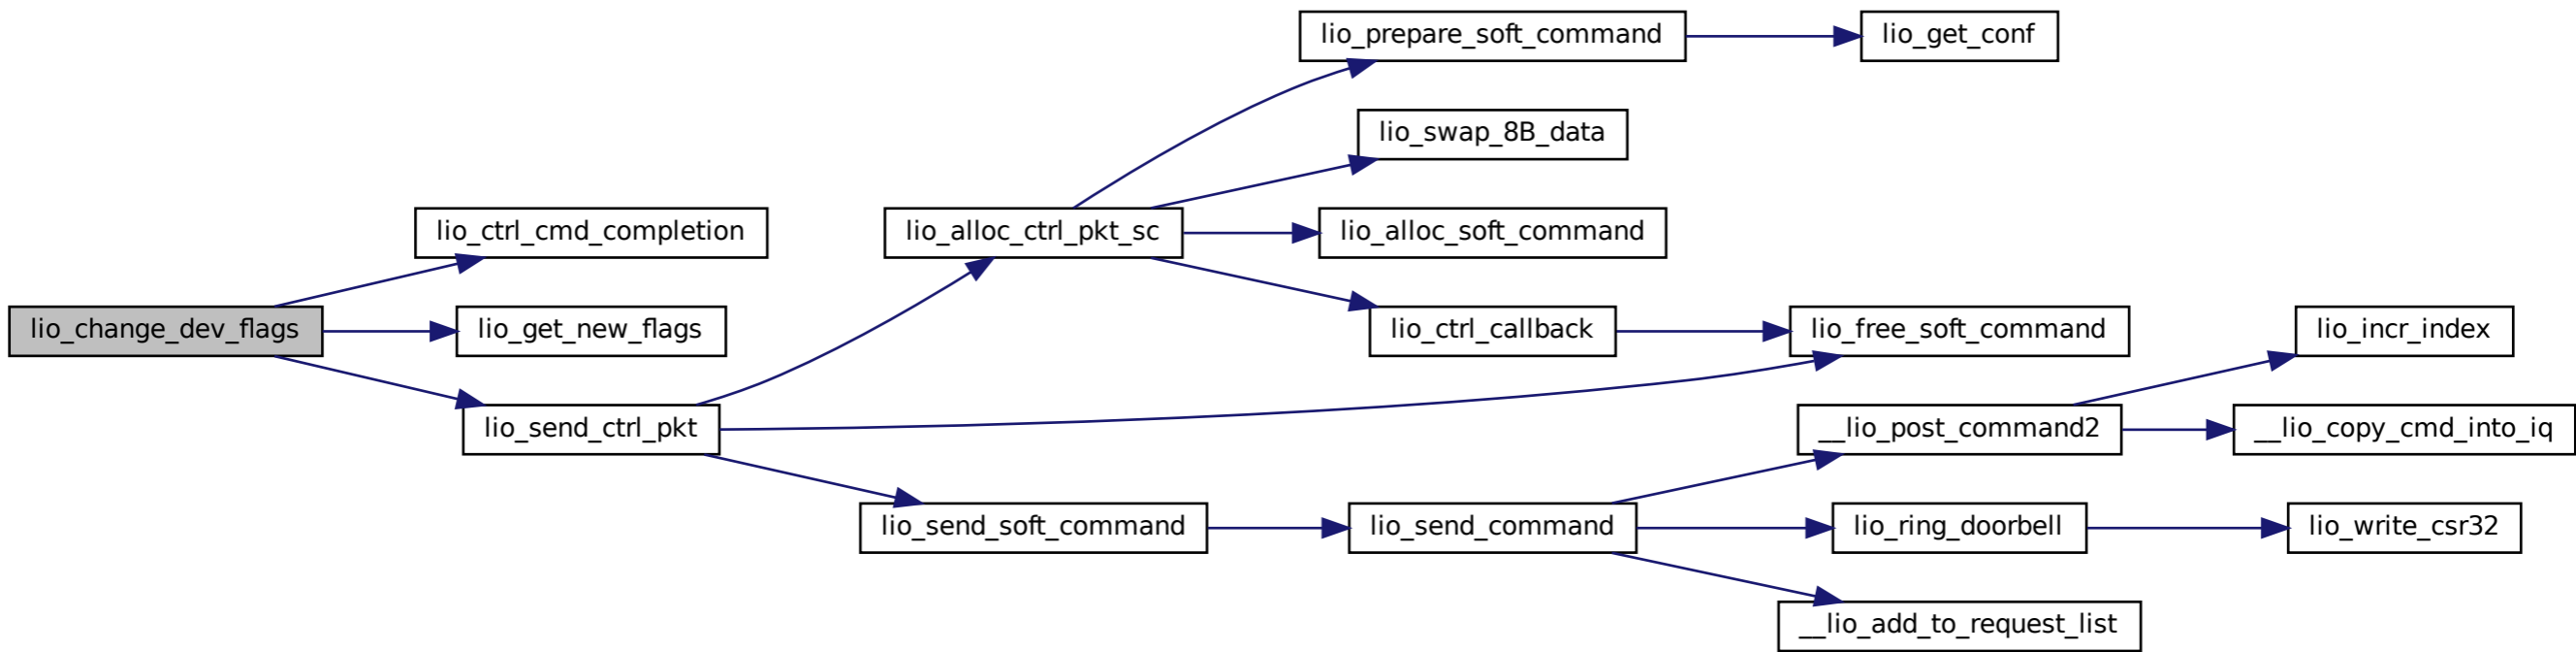 lio_prepare_soft_command
lio_get_conf
lio_swap_8B_data
lio_ctrl_cmd_completion
lio_alloc_ctrl_pkt_sc
lio_alloc_soft_command
lio_change_dev_flags
lio_get_new_flags
lio_ctrl_callback
lio_free_soft_command
lio_incr_index
lio_send_ctrl_pkt
__lio_post_command2
__lio_copy_cmd_into_iq
lio_send_soft_command
lio_send_command
lio_ring_doorbell
lio_write_csr32
__lio_add_to_request_list